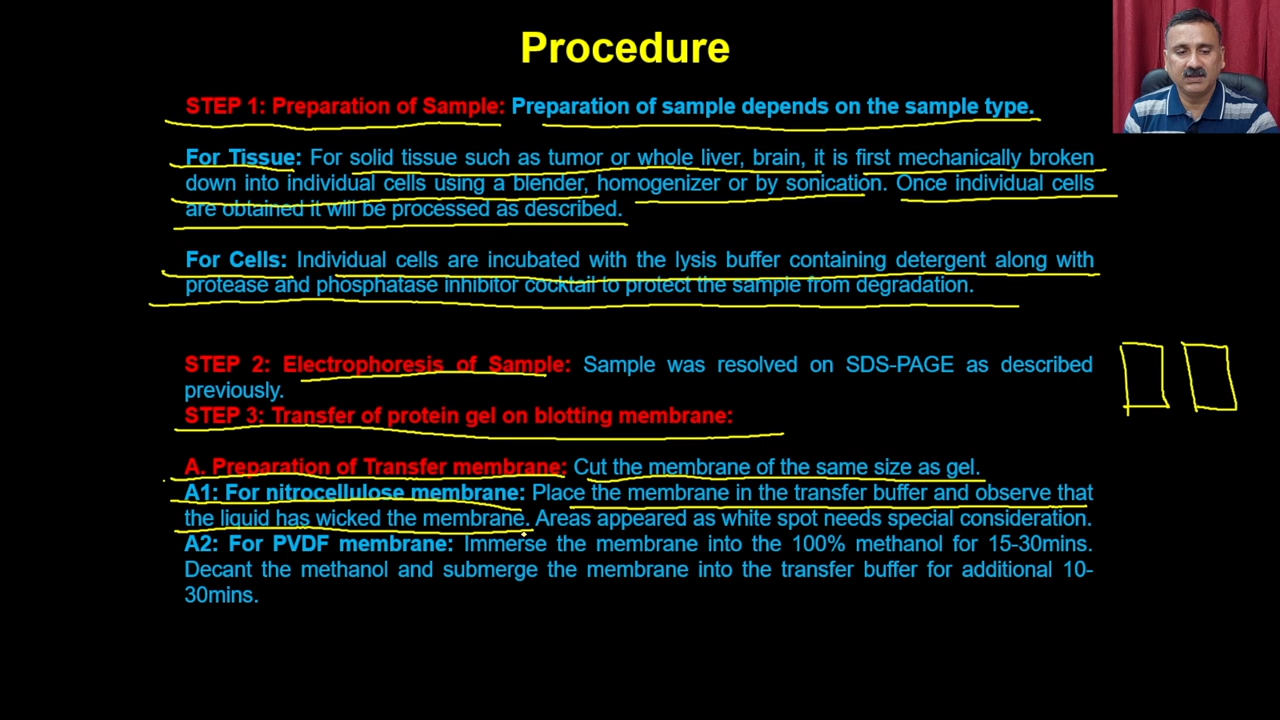 Procedure
STEP 1: Preparation of Sample: Preparation of sample depends on the sample type.
For Tissue: For solid tissue such as tumor or whole liver, brain, it is first mechanically broken
down into individual cells using a blender, homogenizer or by sonication. Once individual cells
are obtained it will be processed as described.
For Cells: Individual cells are incubated with the lysis buffer containing detergent along with
protease and phosphatase inhibitor cocktail to protect the sample from degradation.
STEP 2: Electrophoresis of Sample: Sample was resolved on SDS-PAGE as described
previously.
STEP 3: Transfer of protein gel on blotting membrane:
A. Preparation of Transfer membrane: Cut the membrane of the same size as gel.
A1: For nitrocellulose membrane: Place the membrane in the transfer buffer and observe that
the liquid has wicked the membrane. Areas appeared as white spot needs special consideration.
A2: For PVDF membrane: Immerse the membrane into the 100% methanol for 15-30mins.
Decant the methanol and submerge the membrane into the transfer buffer for additional 10-
30mins.